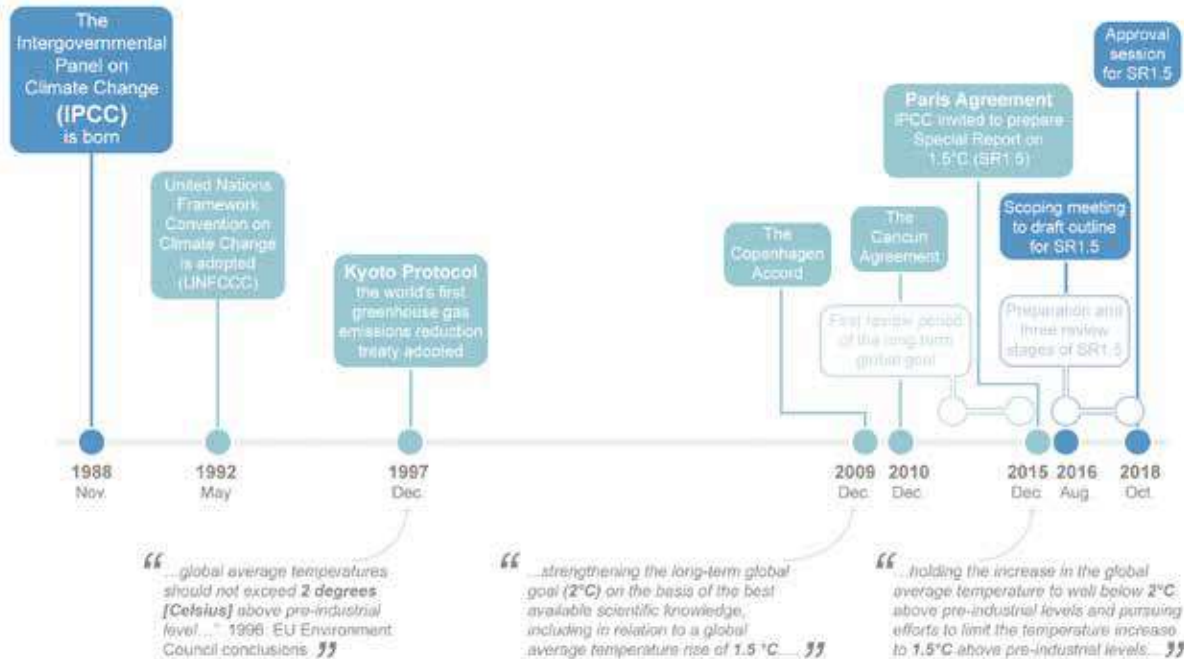 The
Intergovernmental
Panel on
Climate Change
(IPCC)
is born
United Nations
Framework
Convention on
Climate Change
is adopted
(UNFCCC)
Kyoto Protocol
the world's first
greenhouse gas
emissions reduction
treaty adopted
The
Copenhagen
Accord
The
Cancun
Agreement
First review period
of the long-term
global goal
Paris Agreement
IPCC invited to prepare
Special Report on
1.5°C (SR1.5)
Scoping meeting
to draft outline
for SR1.5
Preparation and
three review
stages of SR1.5
Approval
session
for SR1.5
1988
Nov.
1992
May
1997
Dec.
2009
Dec.
2010
Dec.
2015
Dec.
2016
Aug.
2018
Oct.
“ ...global average temperatures
should not exceed 2 degrees
[Celsius] above pre-industrial
level...” 1996: EU Environment
Council conclusions ”
“ ...strengthening the long-term global
goal (2°C) on the basis of the best
available scientific knowledge,
including in relation to a global
average temperature rise of 1.5 °C.... ”
“ ...holding the increase in the global
average temperature to well below 2°C
above pre-industrial levels and pursuing
efforts to limit the temperature increase
to 1.5°C above pre-industrial levels... ”